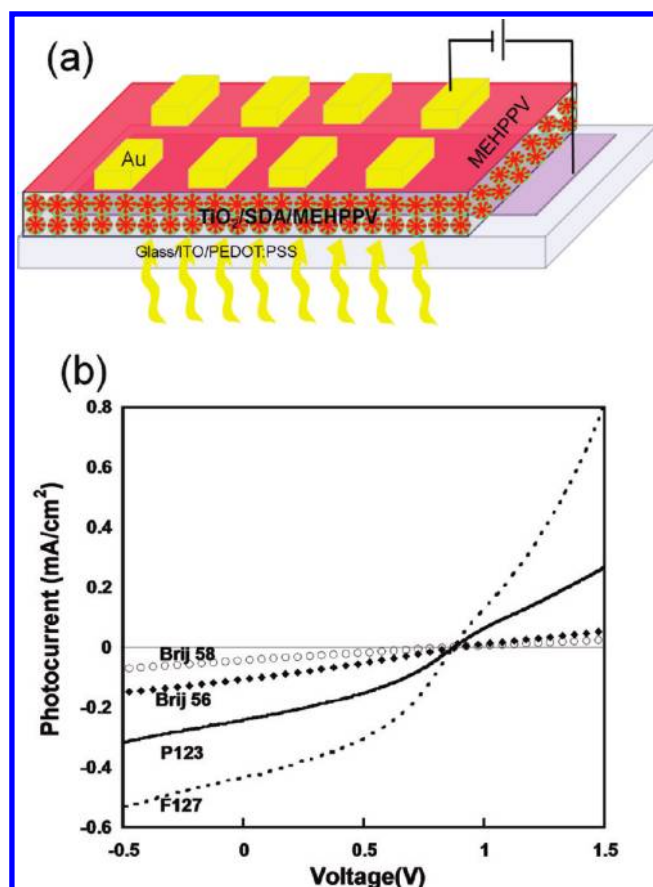 (a)
Au
MEHPPV
TiO2/SDA/MEHPPV
Glass/ITO/PEDOT:PSS
(b)
0.8
0.6
0.4
0.2
0
-0.2
-0.4
-0.6
Photocurrent (mA/cm²)
Brij 58
Brij 56
P123
F127
-0.5 0 0.5 1 1.5
Voltage(V)